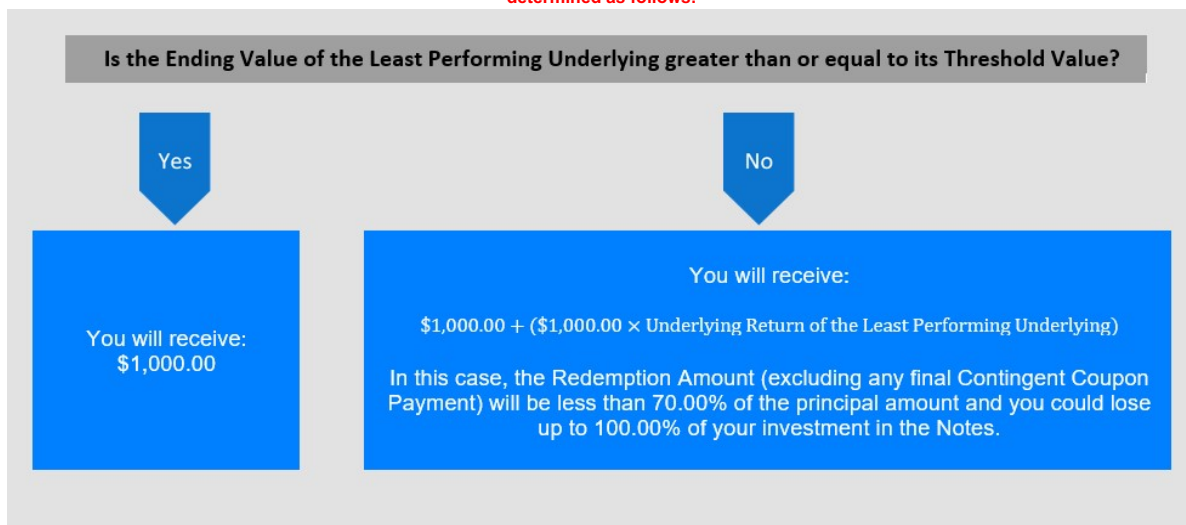 determined as follows:
Is the Ending Value of the Least Performing Underlying greater than or equal to its Threshold Value?
Yes
No
You will receive:
$1,000.00
You will receive:
$1,000.00 + ($1,000.00 × Underlying Return of the Least Performing Underlying)
In this case, the Redemption Amount (excluding any final Contingent Coupon
Payment) will be less than 70.00% of the principal amount and you could lose
up to 100.00% of your investment in the Notes.